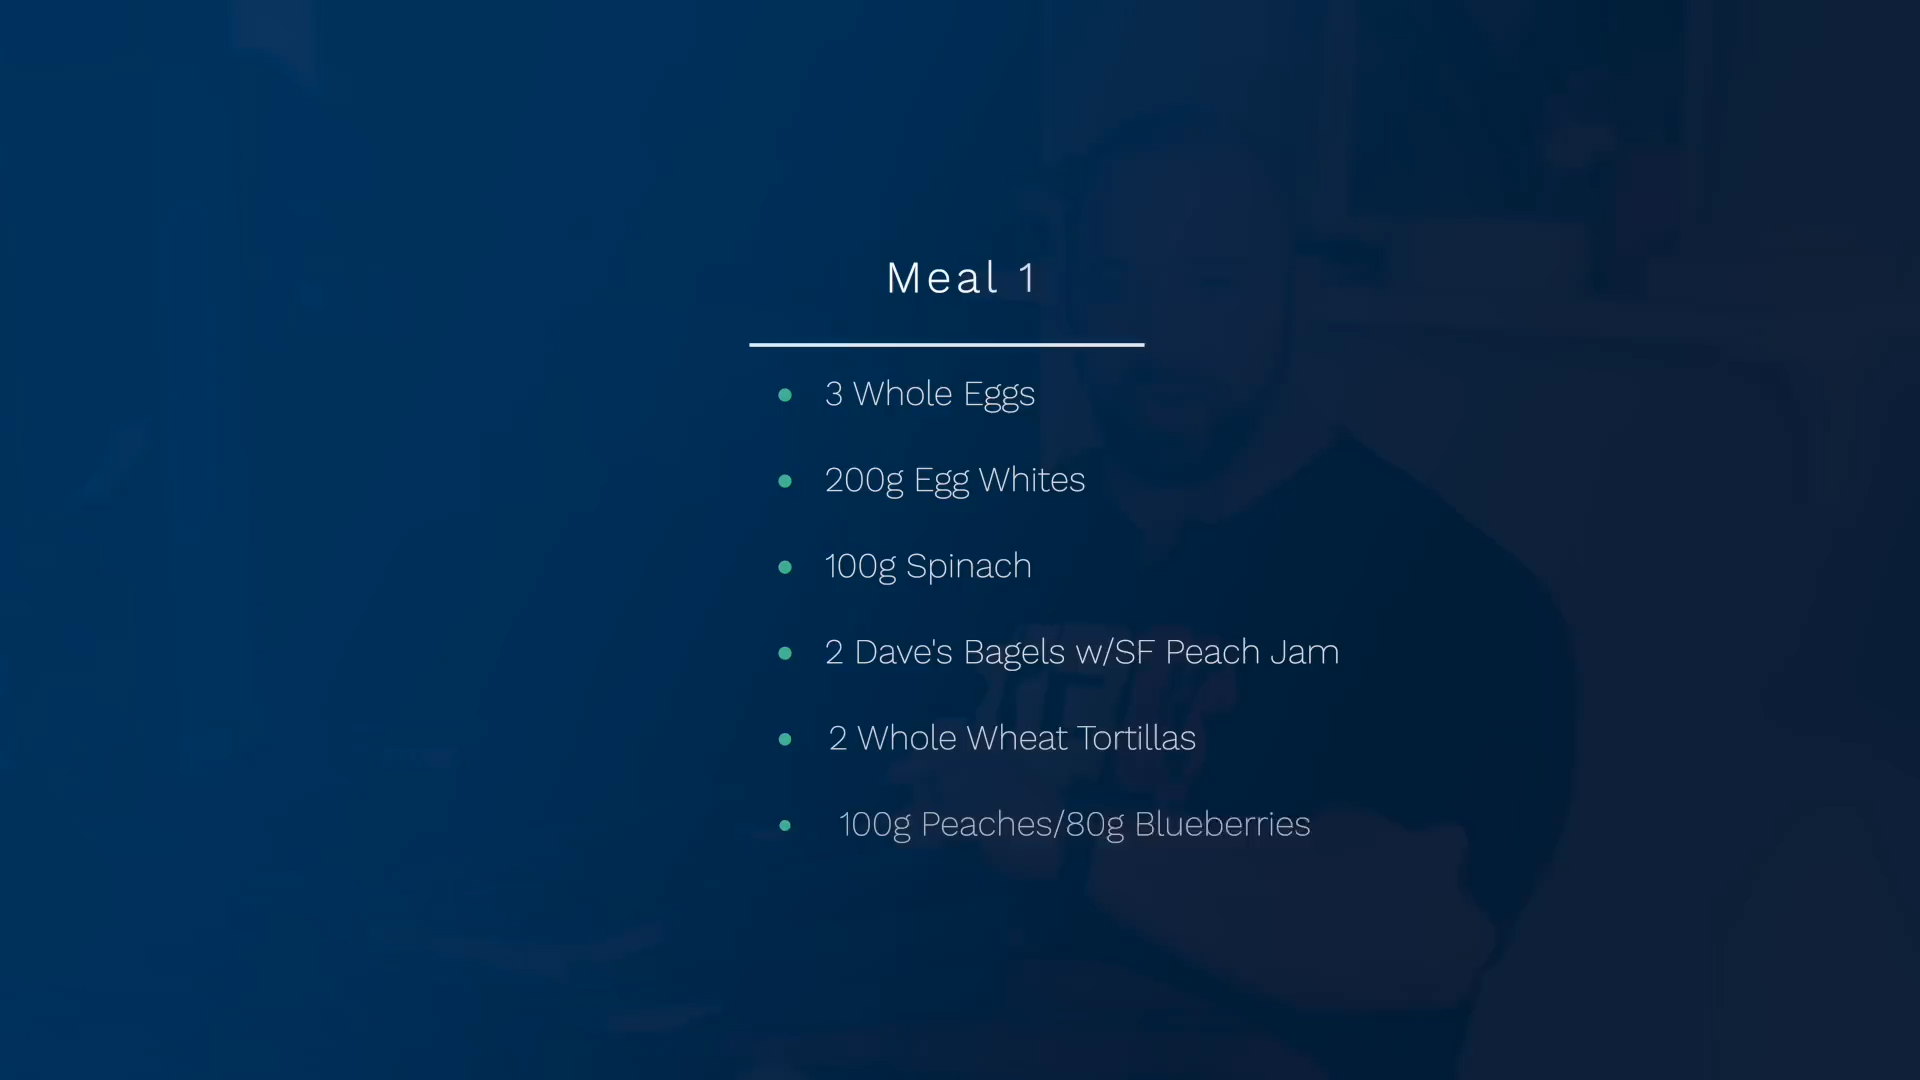 Meal 1
3 Whole Eggs
200g Egg Whites
100g Spinach
2 Dave's Bagels w/SF Peach Jam
2 Whole Wheat Tortillas
100g Peaches/80g Blueberries